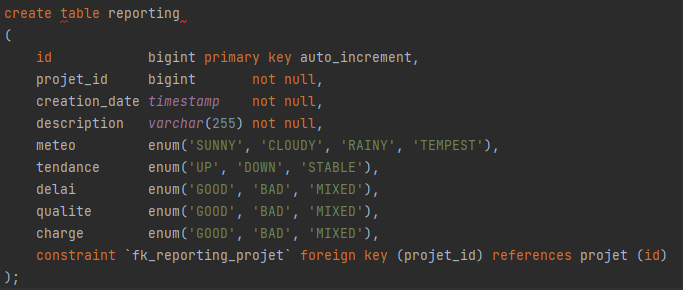 create table reporting
(
    id            bigint primary key auto_increment,
    projet_id     bigint       not null,
    creation_date timestamp    not null,
    description   varchar(255) not null,
    meteo         enum('SUNNY', 'CLOUDY', 'RAINY', 'TEMPEST'),
    tendance      enum('UP', 'DOWN', 'STABLE'),
    delai         enum('GOOD', 'BAD', 'MIXED'),
    qualite       enum('GOOD', 'BAD', 'MIXED'),
    charge        enum('GOOD', 'BAD', 'MIXED'),
    constraint `fk_reporting_projet` foreign key (projet_id) references projet (id)
);